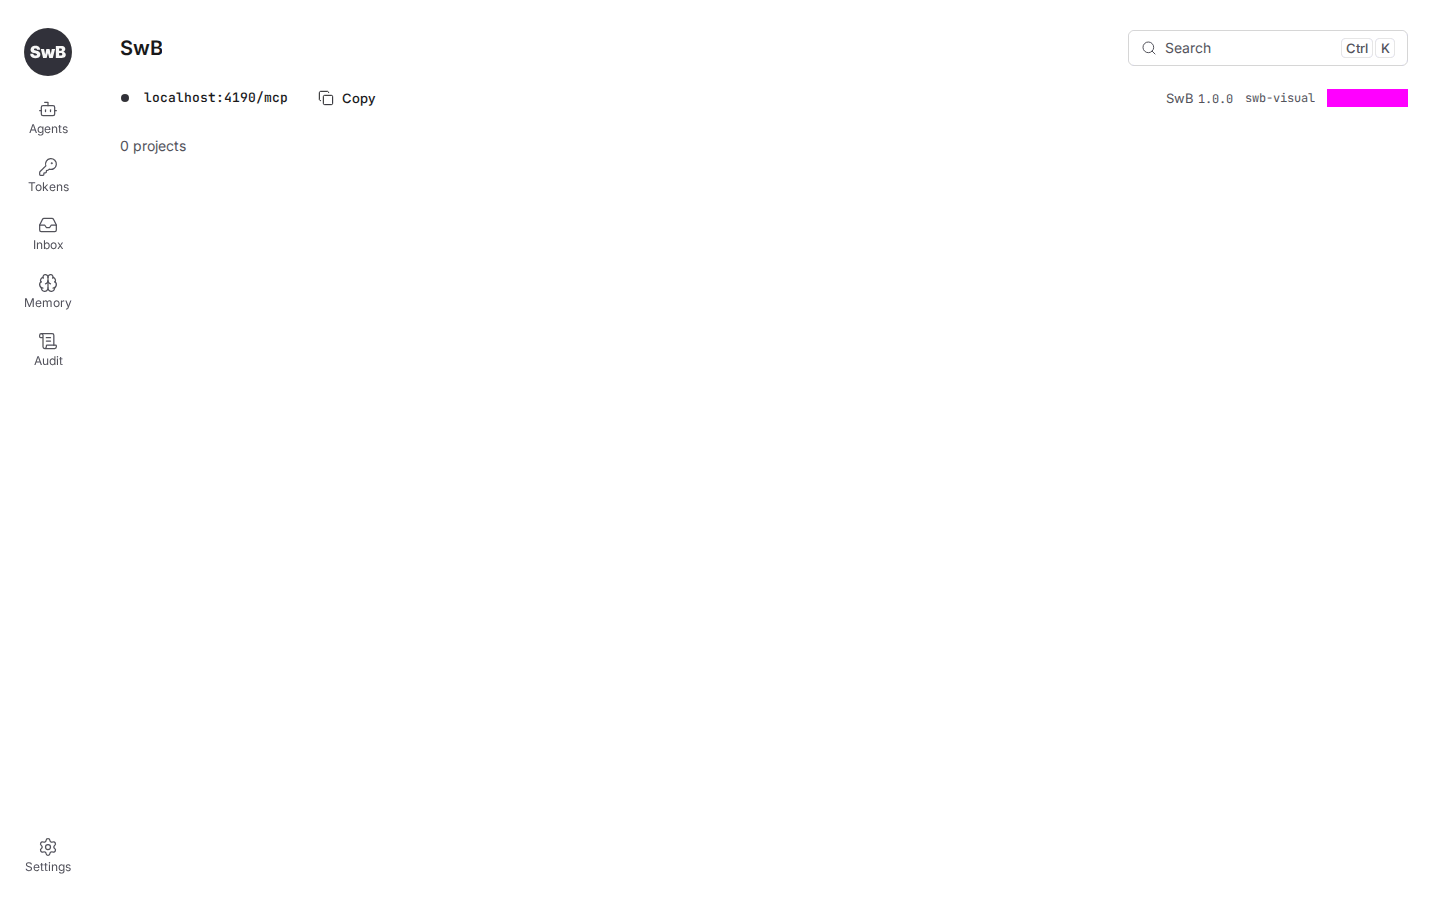 SwB
SwB
Search Ctrl K
localhost:4190/mcp Copy
SwB 1.0.0 swb-visual
0 projects
Agents
Tokens
Inbox
Memory
Audit
Settings